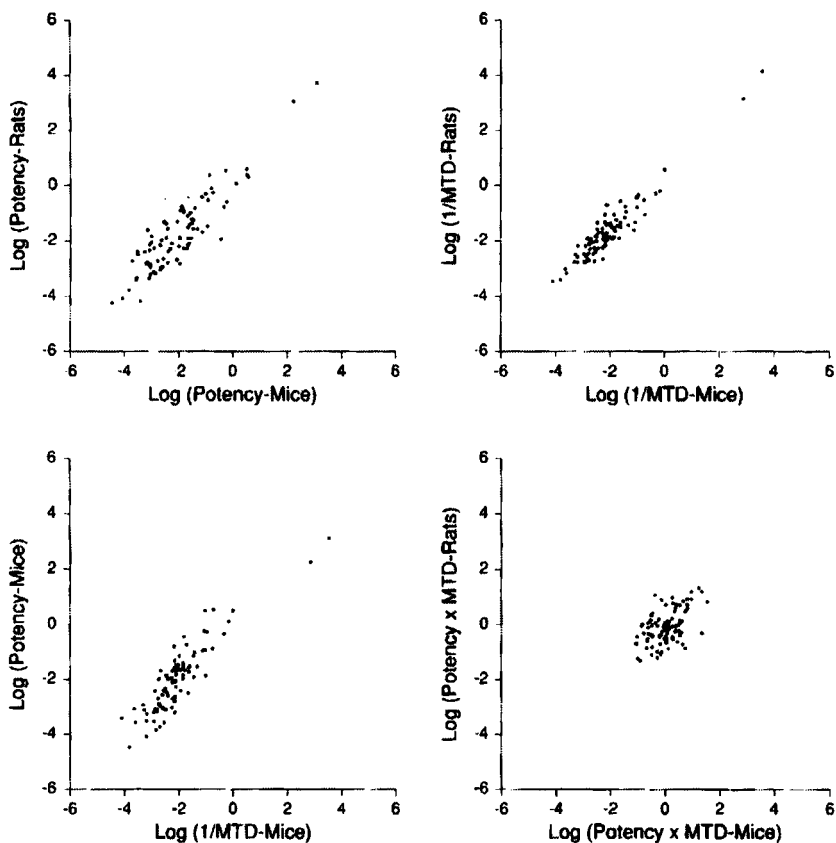 6
4
2
0
-2
-4
-6
Log (Potency-Rats)
-6 -4 -2 0 2 4 6
Log (Potency-Mice)
6
4
2
0
-2
-4
-6
Log (1/MTD-Rats)
-6 -4 -2 0 2 4 6
Log (1/MTD-Mice)
6
4
2
0
-2
-4
-6
Log (Potency-Mice)
-6 -4 -2 0 2 4 6
Log (1/MTD-Mice)
6
4
2
0
-2
-4
-6
Log (Potency x MTD-Rats)
-6 -4 -2 0 2 4 6
Log (Potency x MTD-Mice)